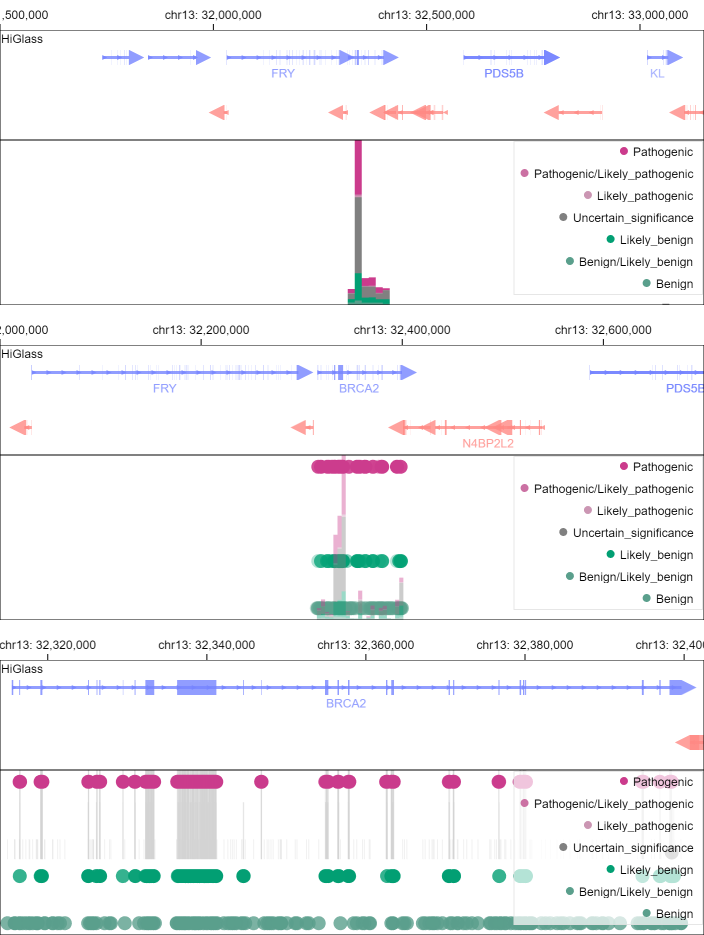 ,500,000 chr13: 32,000,000 chr13: 32,500,000 chr13: 33,000,000
HiGlass
FRY PDS5B KL
Pathogenic
Pathogenic/Likely_pathogenic
Likely_pathogenic
Uncertain_significance
Likely_benign
Benign/Likely_benign
Benign
2,000,000 chr13: 32,200,000 chr13: 32,400,000 chr13: 32,600,000
HiGlass
FRY BRCA2 PDS5B
N4BP2L2
Pathogenic
Pathogenic/Likely_pathogenic
Likely_pathogenic
Uncertain_significance
Likely_benign
Benign/Likely_benign
Benign
chr13: 32,320,000 chr13: 32,340,000 chr13: 32,360,000 chr13: 32,380,000 chr13: 32,40
HiGlass
BRCA2
Pathogenic
Pathogenic/Likely_pathogenic
Likely_pathogenic
Uncertain_significance
Likely_benign
Benign/Likely_benign
Benign